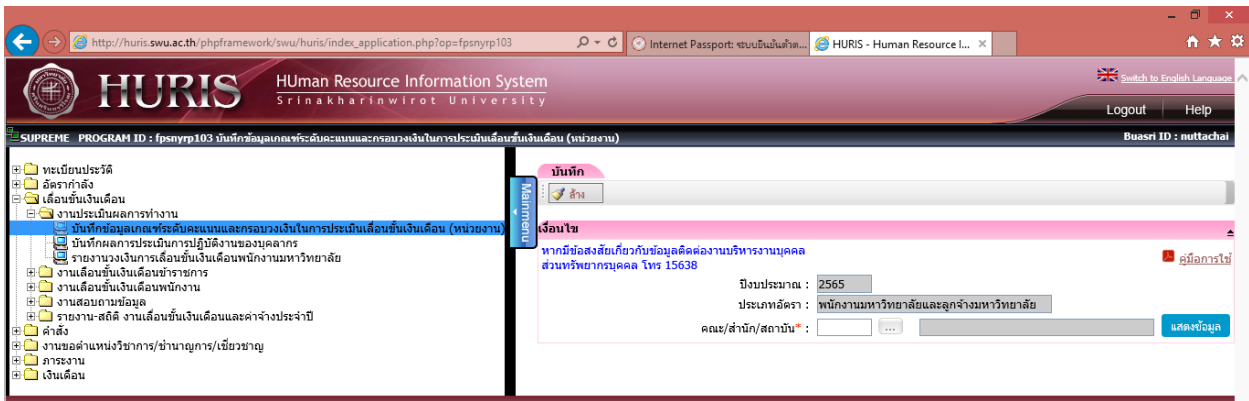 http://huris.swu.ac.th/phpframework/swu/huris/index_application.php?op=fpsnyrp103
Internet Passport: ระบบยืนยันตัวต...
HURIS - Human Resource I...
HURIS
HUman Resource Information System
Srinakharinwirot University
Switch to English Language
Logout
Help
SUPREME PROGRAM ID : fpsnyrp103 บันทึกข้อมูลเกณฑ์ระดับคะแนนและกรอบวงเงินในการประเมินเลื่อนขั้นเงินเดือน (หน่วยงาน)
Buasri ID : nuttachai
ทะเบียนประวัติ
อัตรากำลัง
เลื่อนขั้นเงินเดือน
งานประเมินผลการทำงาน
บันทึกข้อมูลเกณฑ์ระดับคะแนนและกรอบวงเงินในการประเมินเลื่อนขั้นเงินเดือน (หน่วยงาน)
บันทึกผลการประเมินการปฏิบัติงานของบุคลากร
รายงานวงเงินการเลื่อนขั้นเงินเดือนพนักงานมหาวิทยาลัย
งานเลื่อนขั้นเงินเดือนข้าราชการ
งานเลื่อนขั้นเงินเดือนพนักงาน
งานสอบถามข้อมูล
รายงาน-สถิติ งานเลื่อนขั้นเงินเดือนและค่าจ้างประจำปี
คำสั่ง
งานขอตำแหน่งวิชาการ/ชำนาญการ/เชี่ยวชาญ
ภาระงาน
เงินเดือน
Mainmenu
บันทึก
ล้าง
เงื่อนไข
หากมีข้อสงสัยเกี่ยวกับข้อมูลติดต่องานบริหารงานบุคคล
ส่วนทรัพยากรบุคคล โทร 15638
คู่มือการใช้
ปีงบประมาณ : 2565
ประเภทอัตรา : พนักงานมหาวิทยาลัยและลูกจ้างมหาวิทยาลัย
คณะ/สำนัก/สถาบัน* : ...
แสดงข้อมูล